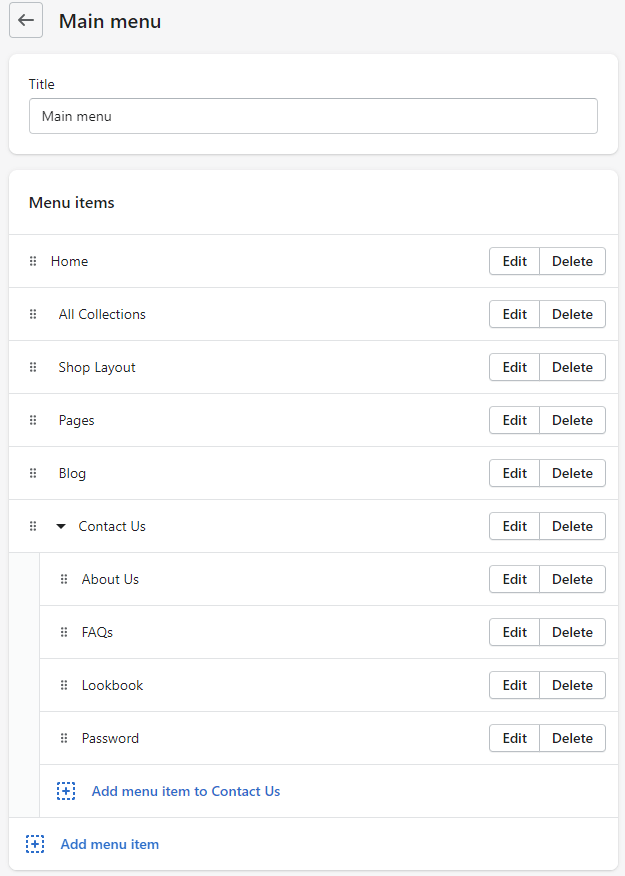 Main menu
Title
Main menu
Menu items
Home Edit Delete
All Collections Edit Delete
Shop Layout Edit Delete
Pages Edit Delete
Blog Edit Delete
Contact Us Edit Delete
About Us Edit Delete
FAQs Edit Delete
Lookbook Edit Delete
Password Edit Delete
Add menu item to Contact Us
Add menu item